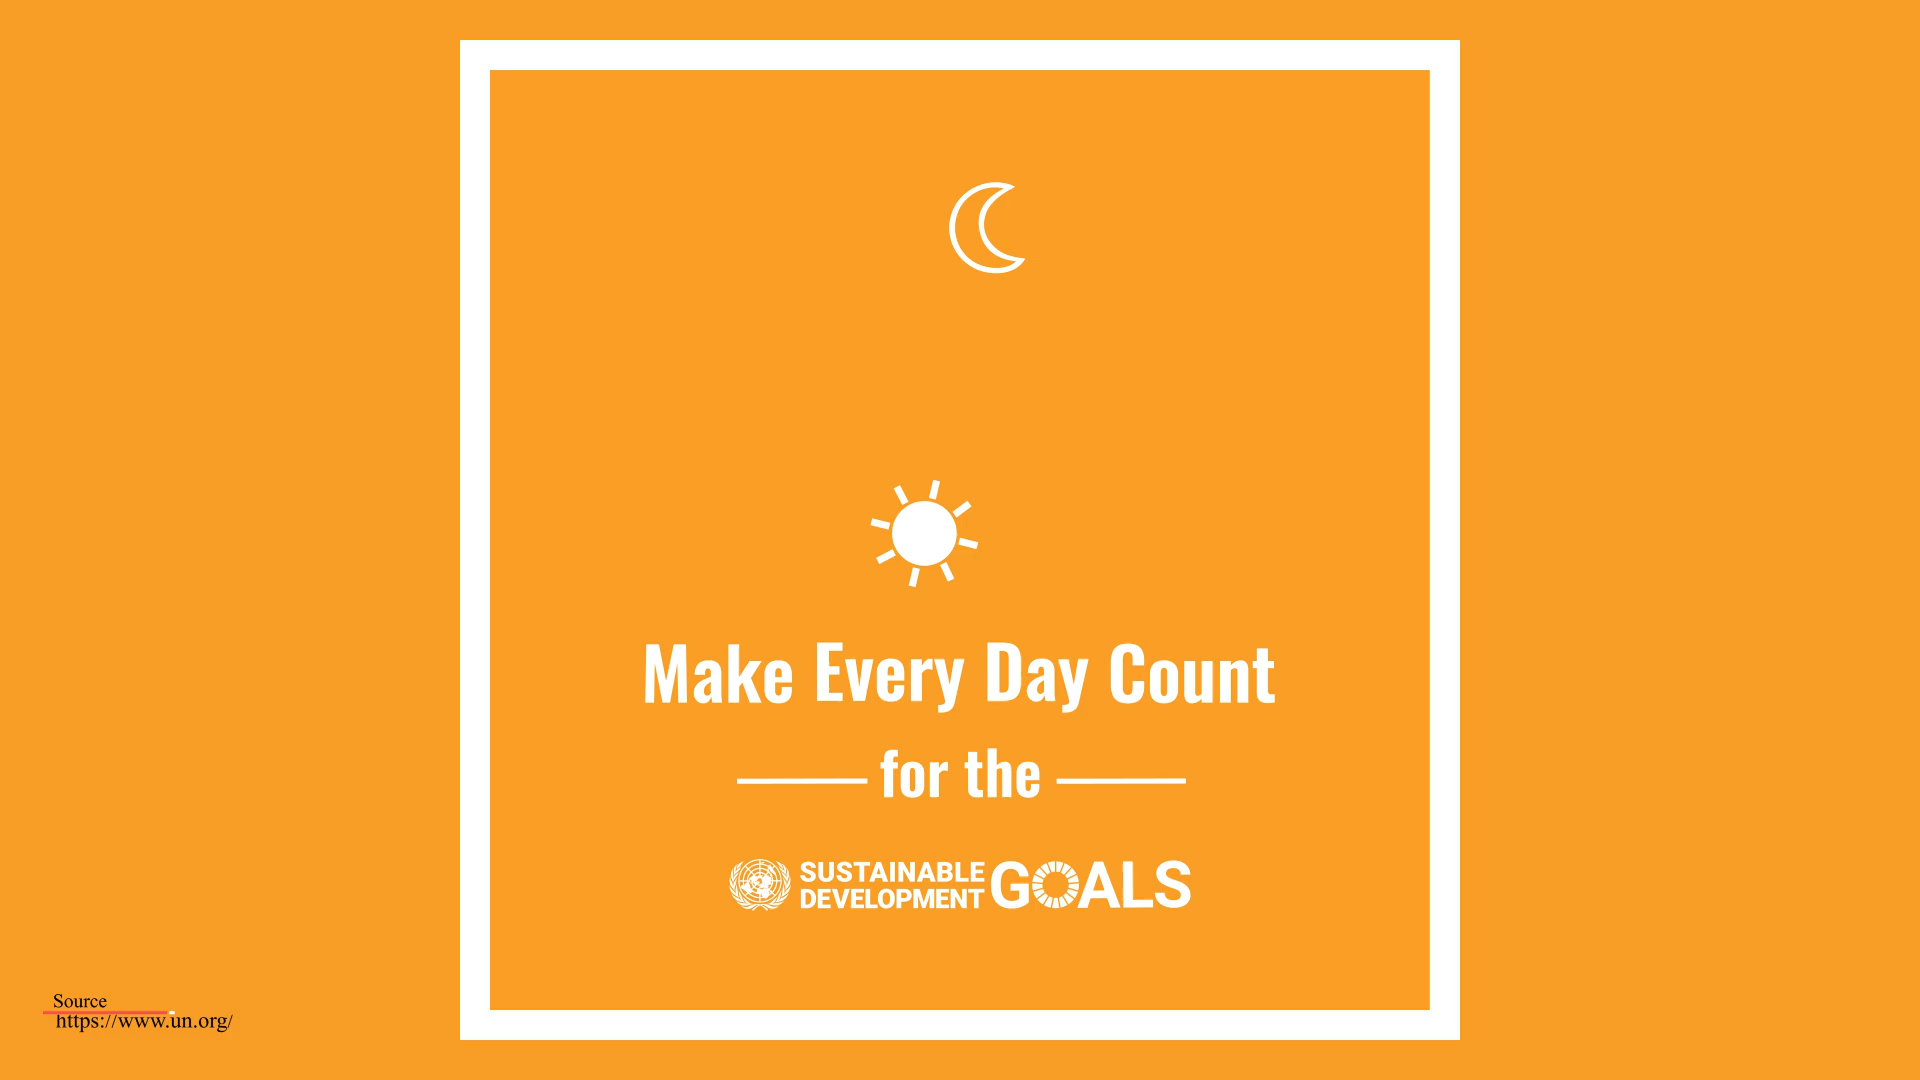 Make Every Day Count
for the
SUSTAINABLE
DEVELOPMENT GOALS
Source
https://www.un.org/